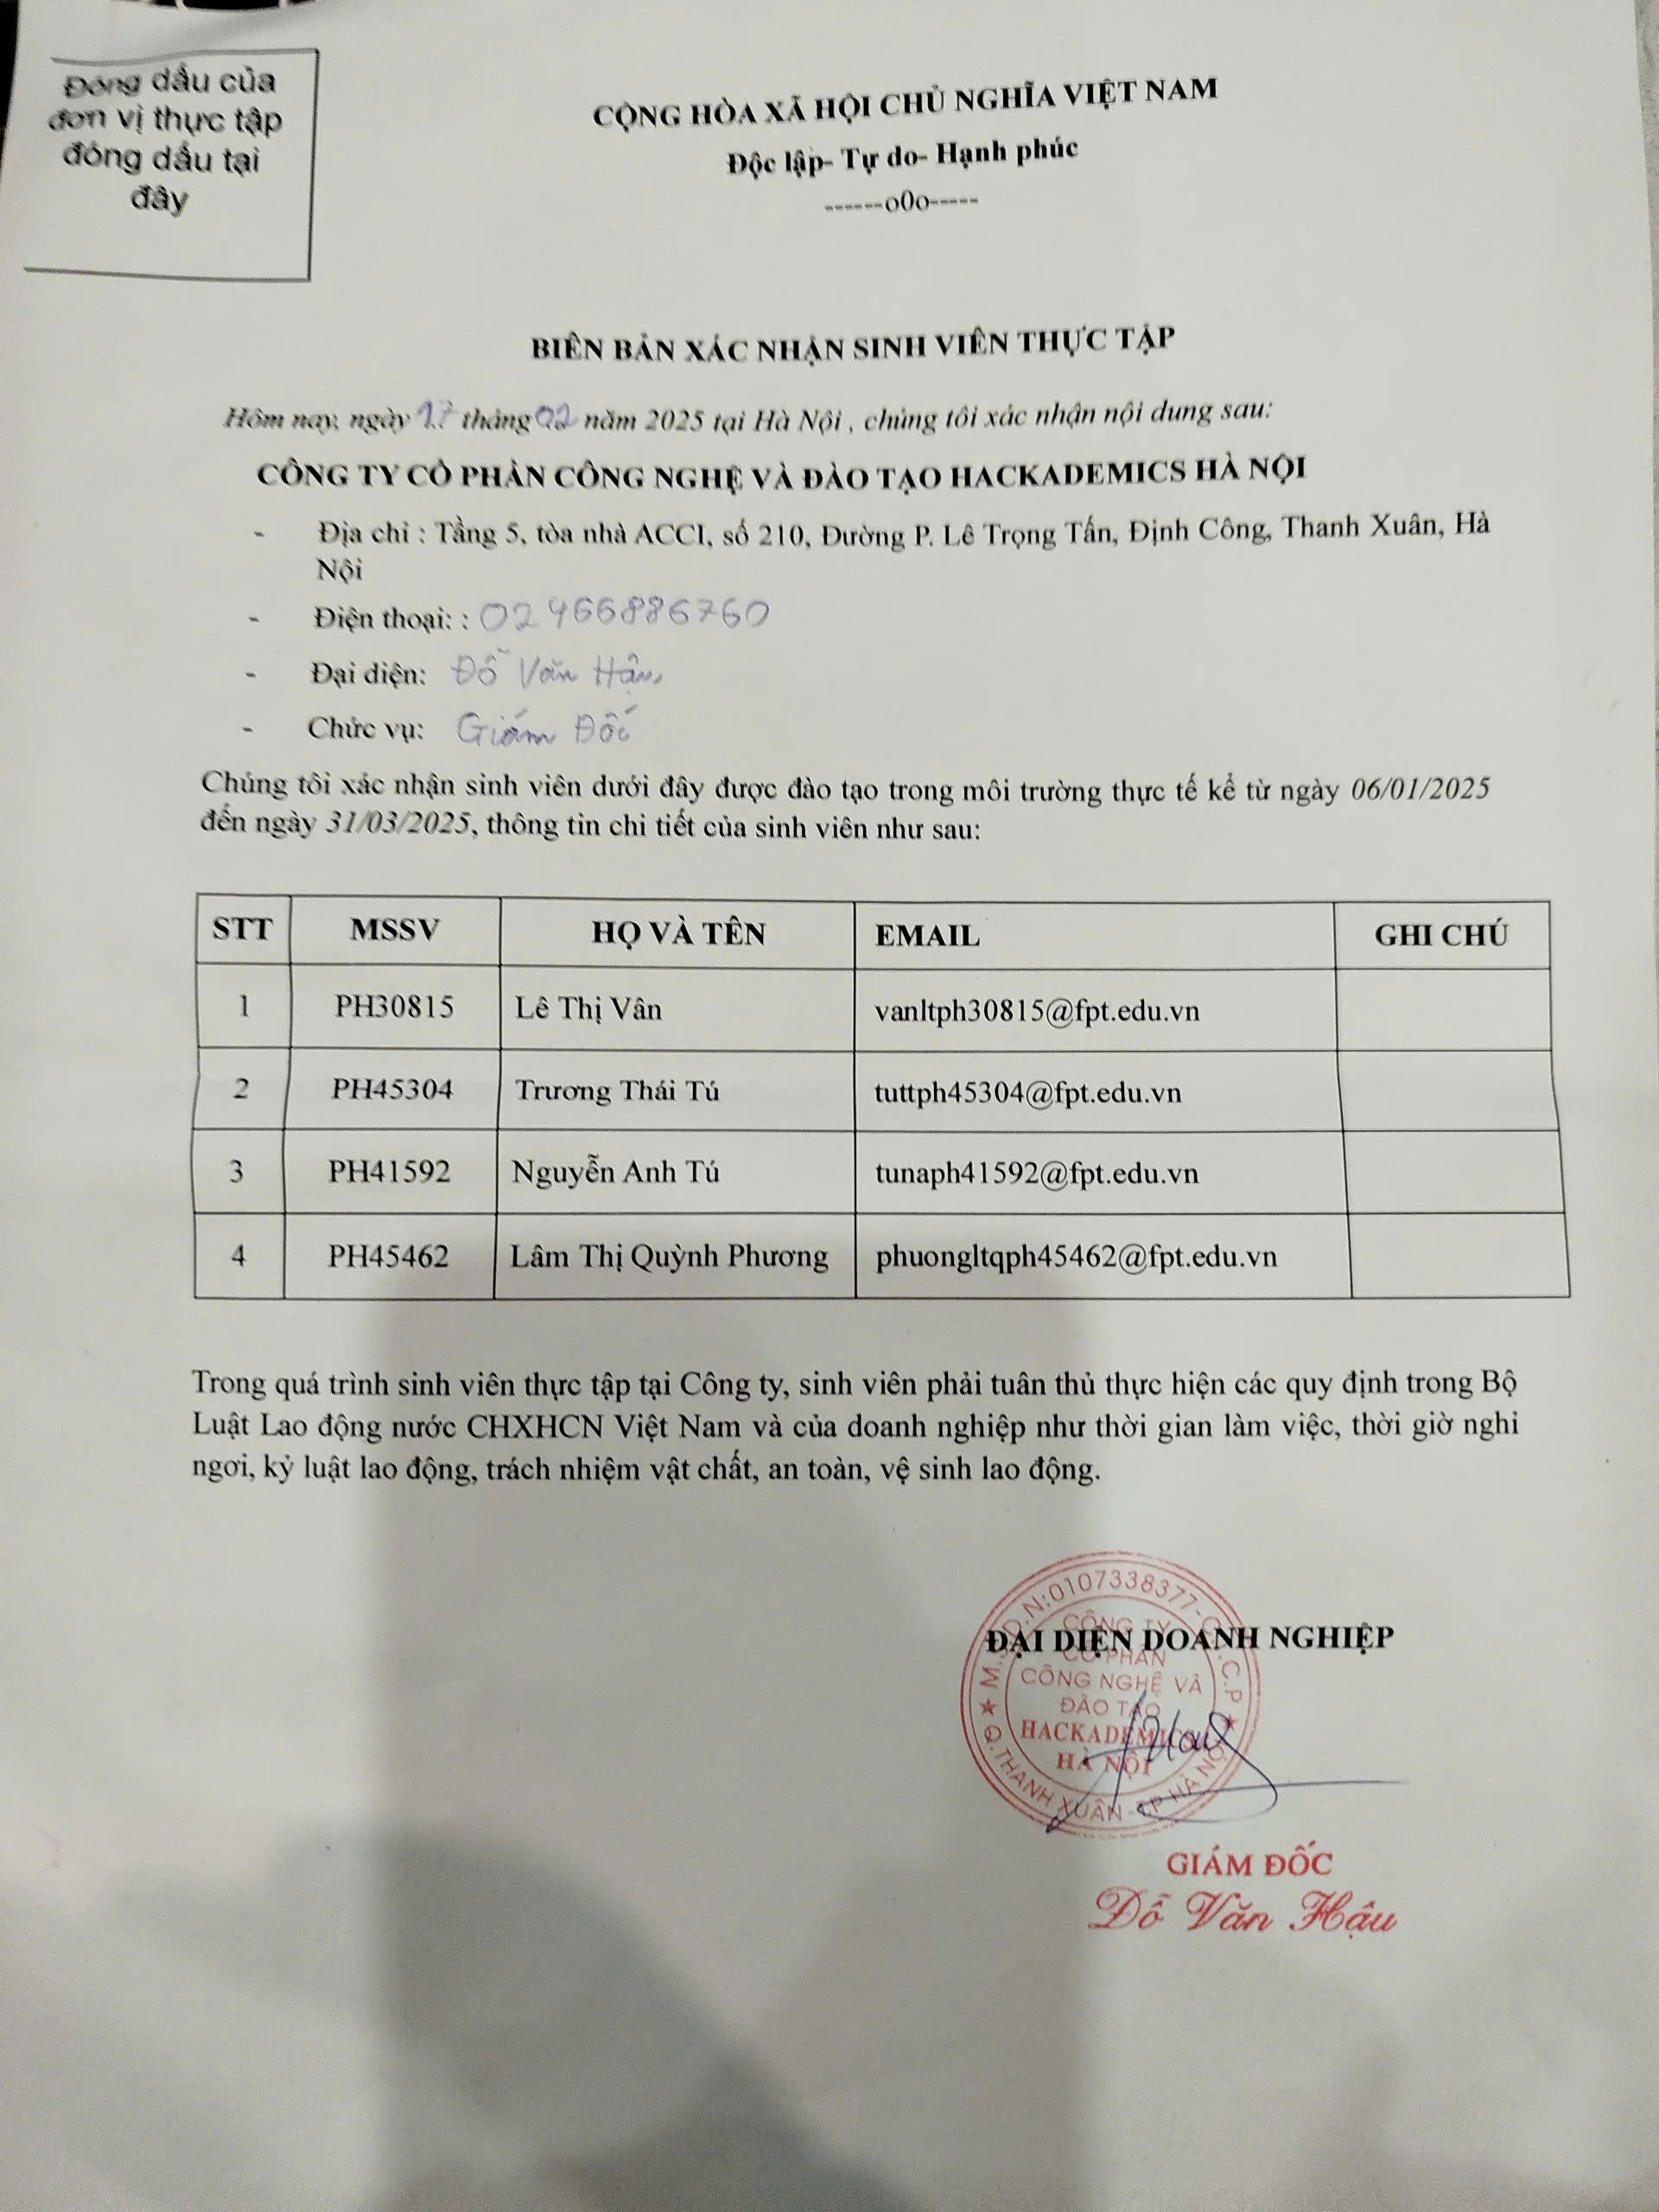 Đóng dấu của
đơn vị thực tập
đóng dấu tại
đây
CỘNG HÒA XÃ HỘI CHỦ NGHĨA VIỆT NAM
Độc lập- Tự do- Hạnh phúc
------o0o-----
BIÊN BẢN XÁC NHẬN SINH VIÊN THỰC TẬP
Hôm nay, ngày 17 tháng 02 năm 2025 tại Hà Nội , chúng tôi xác nhận nội dung sau:
CÔNG TY CỔ PHẦN CÔNG NGHỆ VÀ ĐÀO TẠO HACKADEMICS HÀ NỘI
- Địa chỉ : Tầng 5, tòa nhà ACCI, số 210, Đường P. Lê Trọng Tấn, Định Công, Thanh Xuân, Hà
Nội
- Điện thoại: : 02466886760
- Đại diện: Đỗ Văn Hậu
- Chức vụ: Giám Đốc
Chúng tôi xác nhận sinh viên dưới đây được đào tạo trong môi trường thực tế kể từ ngày 06/01/2025
đến ngày 31/03/2025, thông tin chi tiết của sinh viên như sau:
STT MSSV HỌ VÀ TÊN EMAIL GHI CHÚ
1 PH30815 Lê Thị Vân vanltph30815@fpt.edu.vn
2 PH45304 Trương Thái Tú tuttph45304@fpt.edu.vn
3 PH41592 Nguyễn Anh Tú tunaph41592@fpt.edu.vn
4 PH45462 Lâm Thị Quỳnh Phương phuongltqph45462@fpt.edu.vn
Trong quá trình sinh viên thực tập tại Công ty, sinh viên phải tuân thủ thực hiện các quy định trong Bộ
Luật Lao động nước CHXHCN Việt Nam và của doanh nghiệp như thời gian làm việc, thời giờ nghỉ
ngơi, kỷ luật lao động, trách nhiệm vật chất, an toàn, vệ sinh lao động.
ĐẠI DIỆN DOANH NGHIỆP
M.S.D.N:0107338377-C.T.C.P
CÔNG TY
CỔ PHẦN
CÔNG NGHỆ VÀ
ĐÀO TẠO
HACKADEMICS
HÀ NỘI
Q.THANH XUÂN-TP HÀ NỘI
GIÁM ĐỐC
Đỗ Văn Hậu